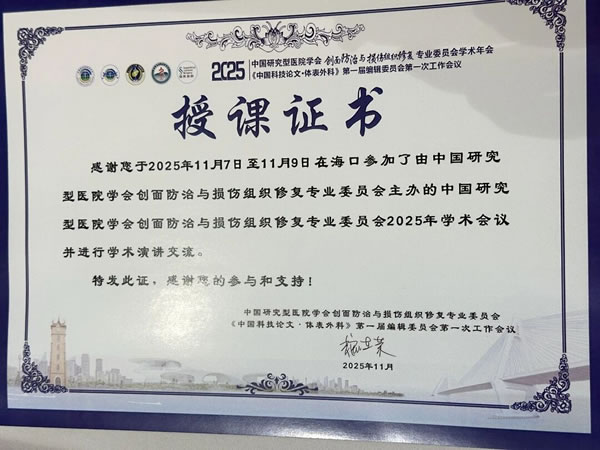 2025 中国研究型医院学会 创面防治与损伤组织修复 专业委员会学术年会
《中国科技论文·体表外科》第一届编辑委员会第一次工作会议
授课证书
感谢您于2025年11月7日至11月9日在海口参加了由中国研究
型医院学会创面防治与损伤组织修复专业委员会主办的中国研究
型医院学会创面防治与损伤组织修复专业委员会2025年学术会议
并进行学术演讲交流。
特发此证，感谢您的参与和支持！
中国研究型医院学会创面防治与损伤组织修复专业委员会
《中国科技论文·体表外科》第一届编辑委员会第一次工作会议
2025年11月